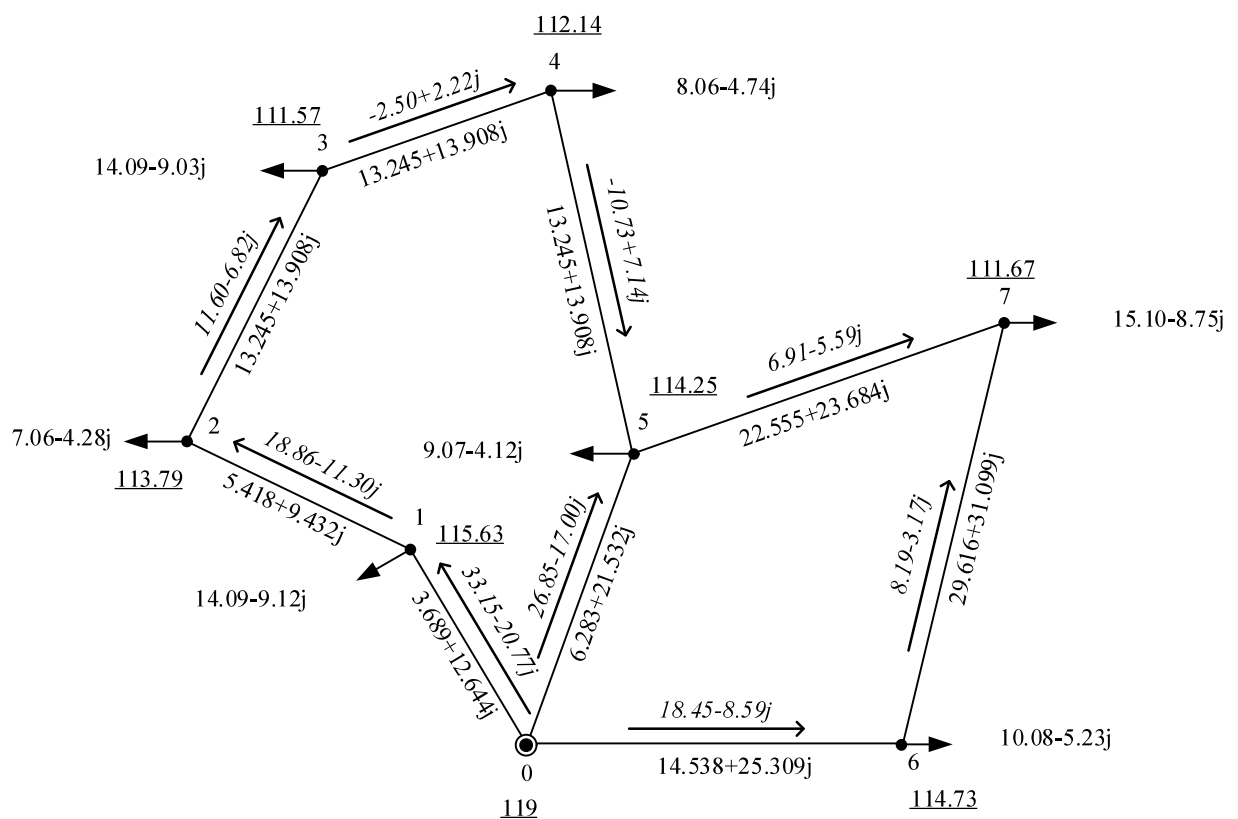 112.14
4
-2.50+2.22j
8.06-4.74j
111.57
3
13.245+13.908j
14.09-9.03j
11.60-6.82j
13.245+13.908j
-10.73+7.14j
13.245+13.908j
111.67
7
15.10-8.75j
6.91-5.59j
22.555+23.684j
114.25
5
7.06-4.28j
2
113.79
18.86-11.30j
5.418+9.432j
9.07-4.12j
1
115.63
14.09-9.12j
33.15-20.77j
3.689+12.644j
26.85-17.00j
6.283+21.532j
8.19-3.17j
29.616+31.099j
18.45-8.59j
14.538+25.309j
10.08-5.23j
6
114.73
0
119